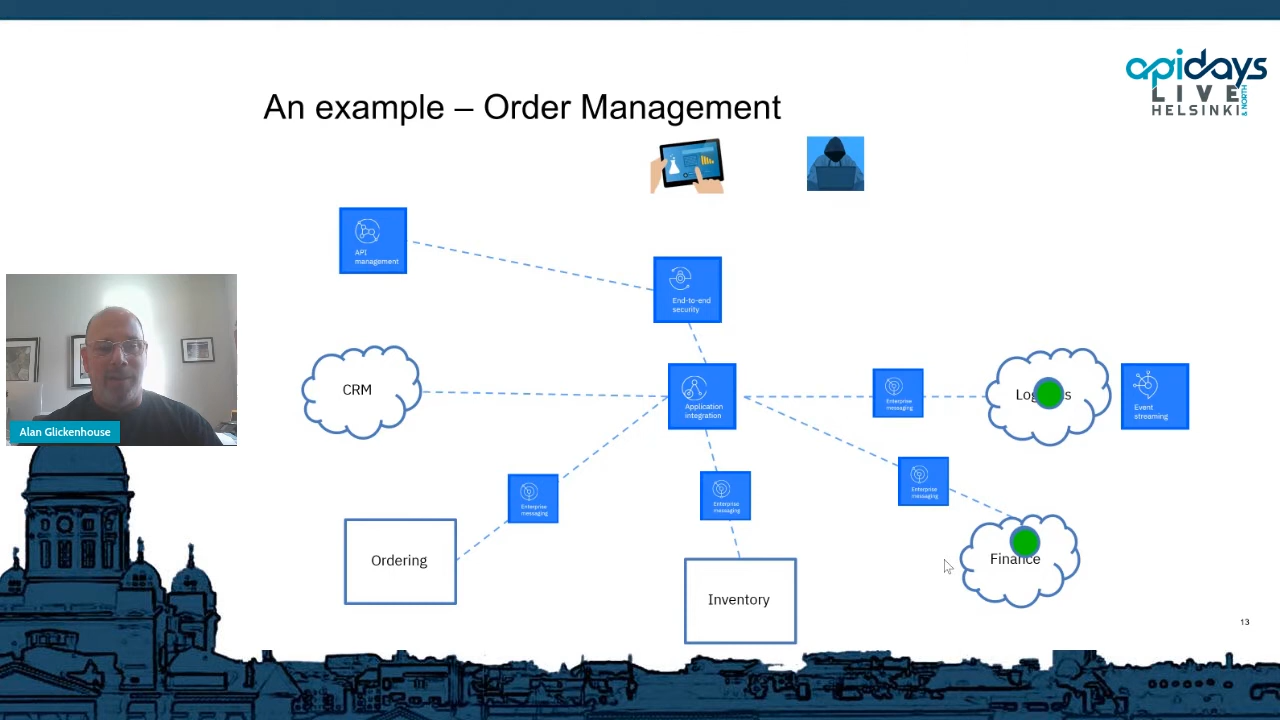 apidays
LIVE
HELSINKI
& NORTH
An example – Order Management
API
management
End-to-end
security
CRM
Application
integration
Enterprise
messaging
Event
streaming
Alan Glickenhouse
Enterprise
messaging
Enterprise
messaging
Enterprise
messaging
Ordering
Finance
Inventory
13